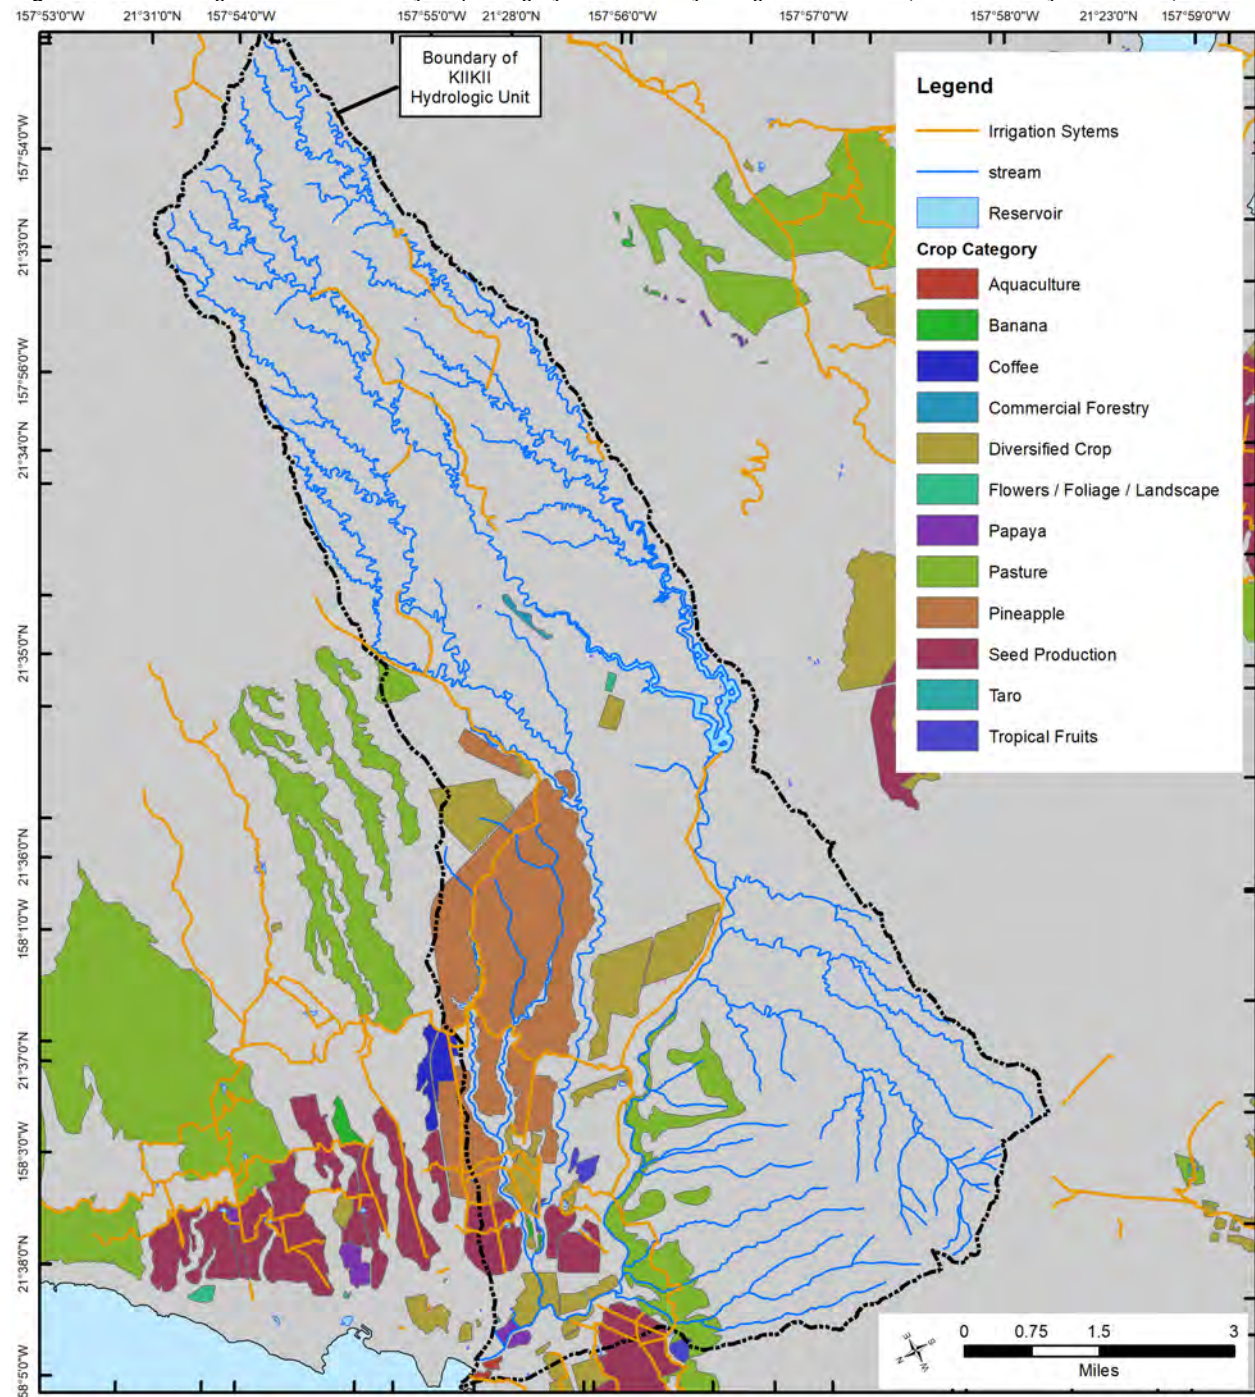 157°53'0"W 21°31'0"N 157°54'0"W 157°55'0"W 21°28'0"N 157°56'0"W 157°57'0"W 157°58'0"W 21°23'0"N 157°59'0"W
Boundary of
KIIKII
Hydrologic Unit
Legend
Irrigation Sytems
stream
Reservoir
Crop Category
Aquaculture
Banana
Coffee
Commercial Forestry
Diversified Crop
Flowers / Foliage / Landscape
Papaya
Pasture
Pineapple
Seed Production
Taro
Tropical Fruits
157°54'0"W
21°33'0"N
157°56'0"W
21°34'0"N
21°35'0"N
21°36'0"N
158°1'0"W
21°37'0"N
158°3'0"W
21°38'0"N
58°5'0"W
N E S W
0 0.75 1.5 3
Miles